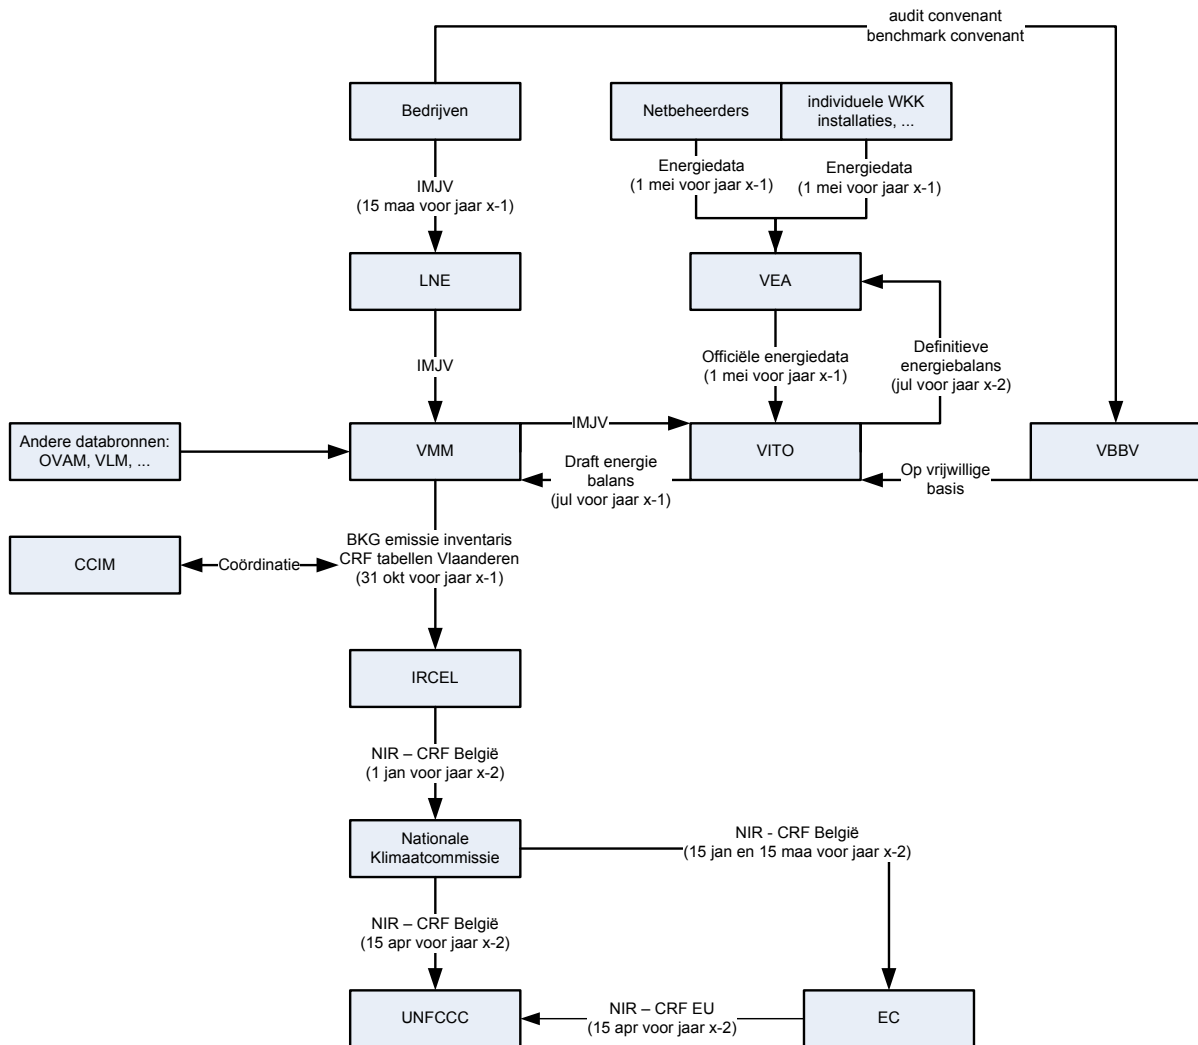 audit convenant
benchmark convenant
Bedrijven
Netbeheerders
individuele WKK
installaties, ...
IMJV
(15 maa voor jaar x-1)
Energiedata
(1 mei voor jaar x-1)
Energiedata
(1 mei voor jaar x-1)
LNE
VEA
IMJV
Officiële energiedata
(1 mei voor jaar x-1)
Definitieve
energiebalans
(jul voor jaar x-2)
Andere databronnen:
OVAM, VLM, ...
VMM
IMJV
VITO
VBBV
Draft energie
balans
(jul voor jaar x-1)
Op vrijwillige
basis
CCIM
Coördinatie
BKG emissie inventaris
CRF tabellen Vlaanderen
(31 okt voor jaar x-1)
IRCEL
NIR – CRF België
(1 jan voor jaar x-2)
Nationale
Klimaatcommissie
NIR - CRF België
(15 jan en 15 maa voor jaar x-2)
NIR – CRF België
(15 apr voor jaar x-2)
UNFCCC
NIR – CRF EU
(15 apr voor jaar x-2)
EC